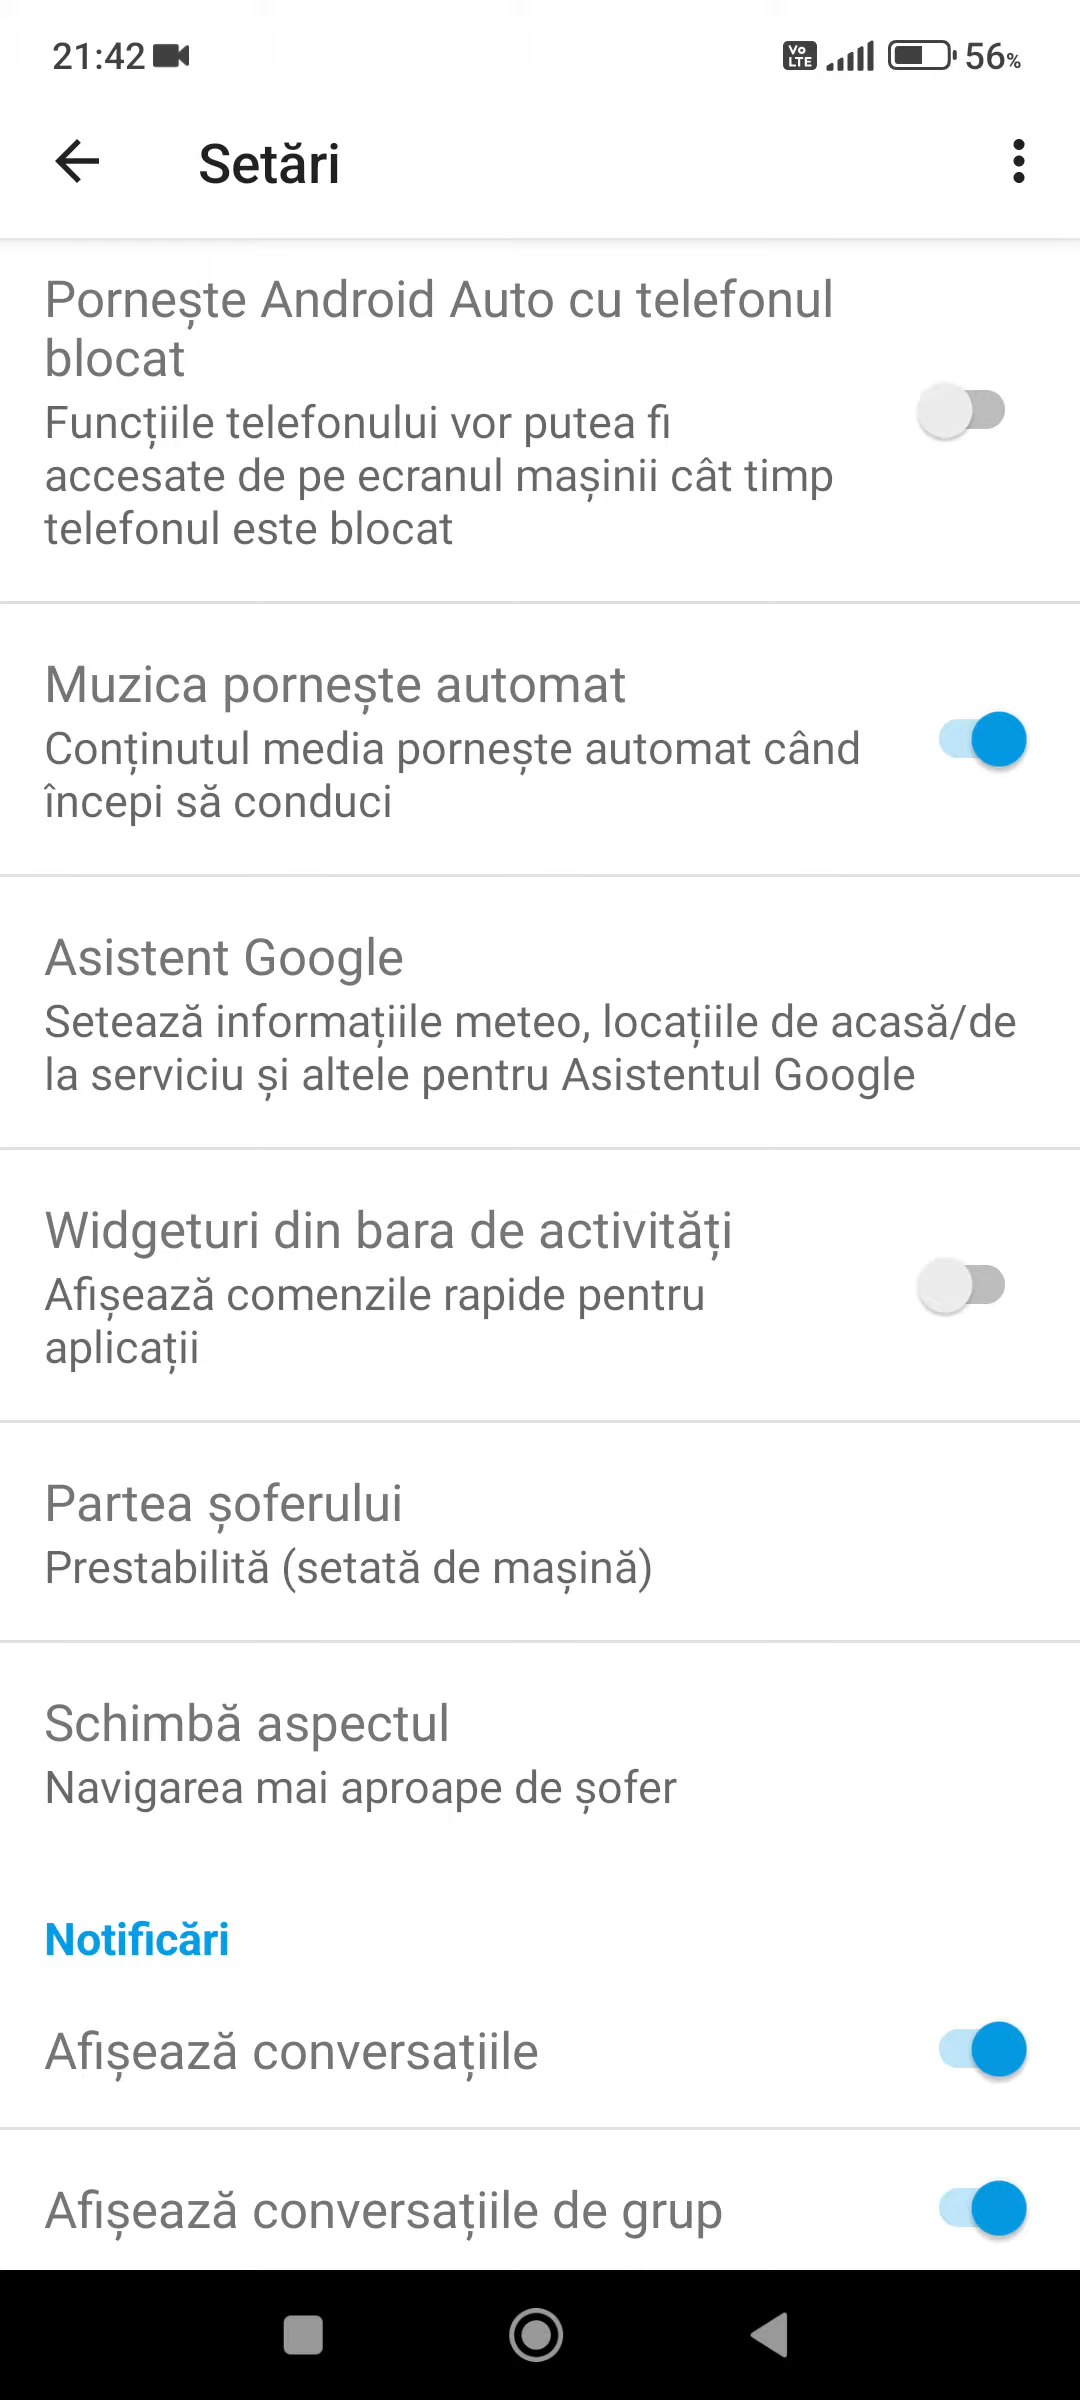 21:42
Vo LTE
56%
Setări
Pornește Android Auto cu telefonul
blocat
Funcțiile telefonului vor putea fi
accesate de pe ecranul mașinii cât timp
telefonul este blocat
Muzica pornește automat
Conținutul media pornește automat când
începi să conduci
Asistent Google
Setează informațiile meteo, locațiile de acasă/de
la serviciu și altele pentru Asistentul Google
Widgeturi din bara de activități
Afișează comenzile rapide pentru
aplicații
Partea șoferului
Prestabilită (setată de mașină)
Schimbă aspectul
Navigarea mai aproape de șofer
Notificări
Afișează conversațiile
Afișează conversațiile de grup